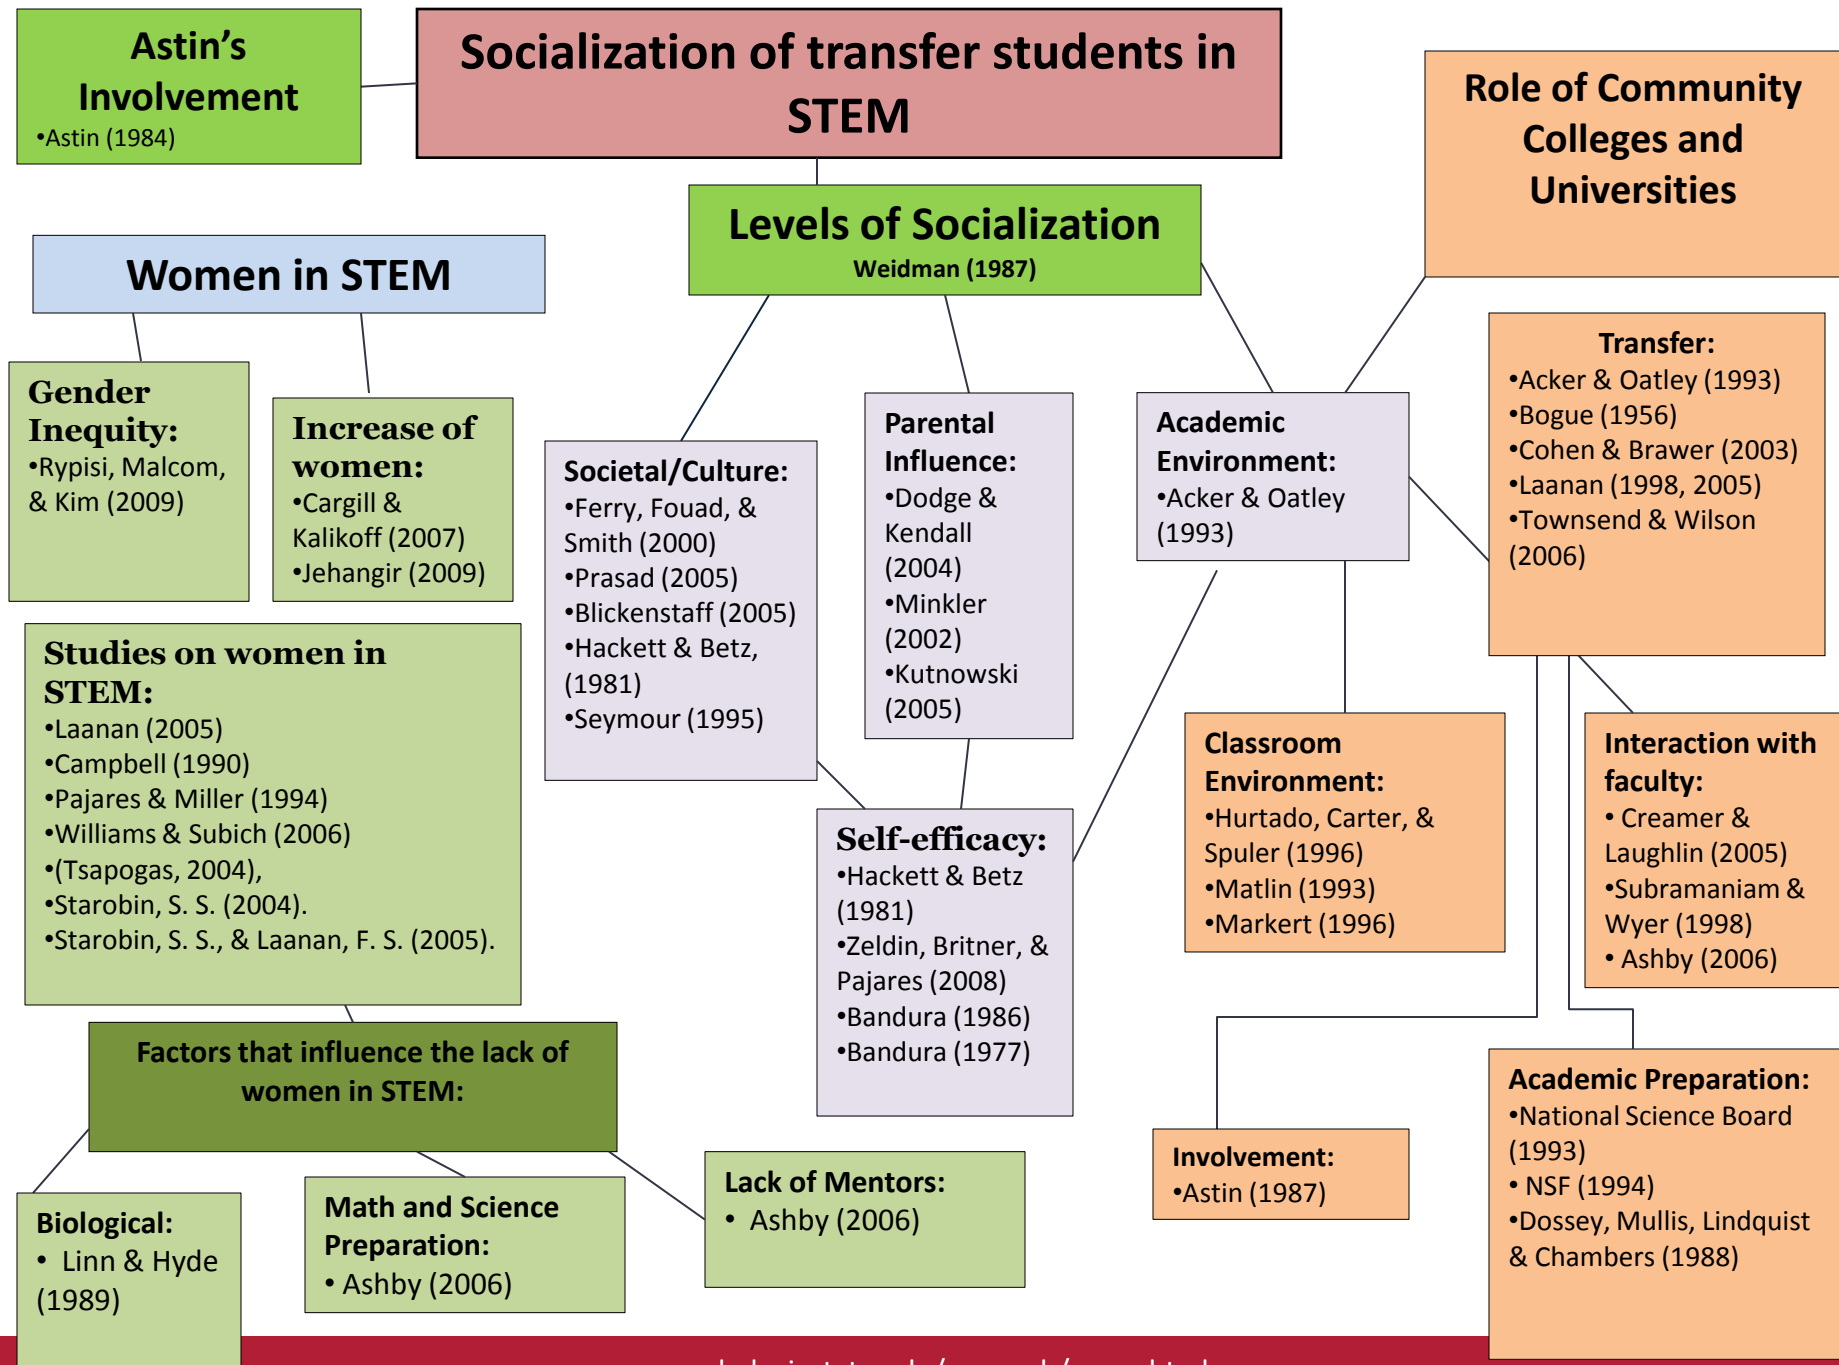 Astin’s
Involvement
•Astin (1984)
Socialization of transfer students in
STEM
Role of Community
Colleges and
Universities
Levels of Socialization
Weidman (1987)
Women in STEM
Gender
Inequity:
•Rypisi, Malcom,
& Kim (2009)
Increase of
women:
•Cargill &
Kalikoff (2007)
•Jehangir (2009)
Societal/Culture:
•Ferry, Fouad, &
Smith (2000)
•Prasad (2005)
•Blickenstaff (2005)
•Hackett & Betz,
(1981)
•Seymour (1995)
Parental
Influence:
•Dodge &
Kendall
(2004)
•Minkler
(2002)
•Kutnowski
(2005)
Academic
Environment:
•Acker & Oatley
(1993)
Transfer:
•Acker & Oatley (1993)
•Bogue (1956)
•Cohen & Brawer (2003)
•Laanan (1998, 2005)
•Townsend & Wilson
(2006)
Studies on women in
STEM:
•Laanan (2005)
•Campbell (1990)
•Pajares & Miller (1994)
•Williams & Subich (2006)
•(Tsapogas, 2004),
•Starobin, S. S. (2004).
•Starobin, S. S., & Laanan, F. S. (2005).
Self-efficacy:
•Hackett & Betz
(1981)
•Zeldin, Britner, &
Pajares (2008)
•Bandura (1986)
•Bandura (1977)
Classroom
Environment:
•Hurtado, Carter, &
Spuler (1996)
•Matlin (1993)
•Markert (1996)
Interaction with
faculty:
• Creamer &
Laughlin (2005)
•Subramaniam &
Wyer (1998)
• Ashby (2006)
Factors that influence the lack of
women in STEM:
Biological:
• Linn & Hyde
(1989)
Math and Science
Preparation:
• Ashby (2006)
Lack of Mentors:
• Ashby (2006)
Involvement:
•Astin (1987)
Academic Preparation:
•National Science Board
(1993)
• NSF (1994)
•Dossey, Mullis, Lindquist
& Chambers (1988)